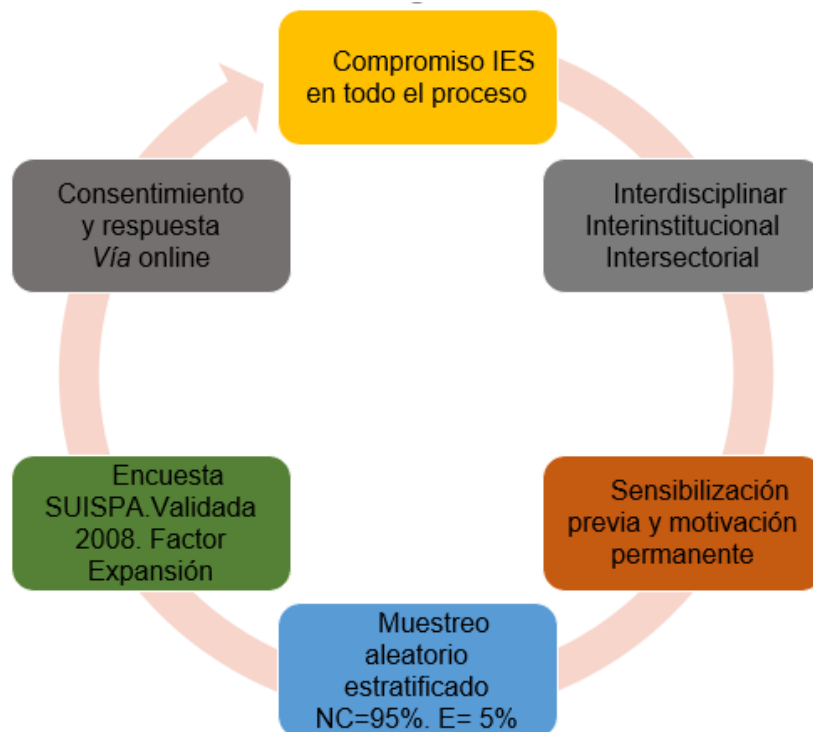 Compromiso IES
en todo el proceso
Interdisciplinar
Interinstitucional
Intersectorial
Sensibilización
previa y motivación
permanente
Muestreo
aleatorio
estratificado
NC=95%. E= 5%
Encuesta
SUISPA.Validada
2008. Factor
Expansión
Consentimiento
y respuesta
Vía online